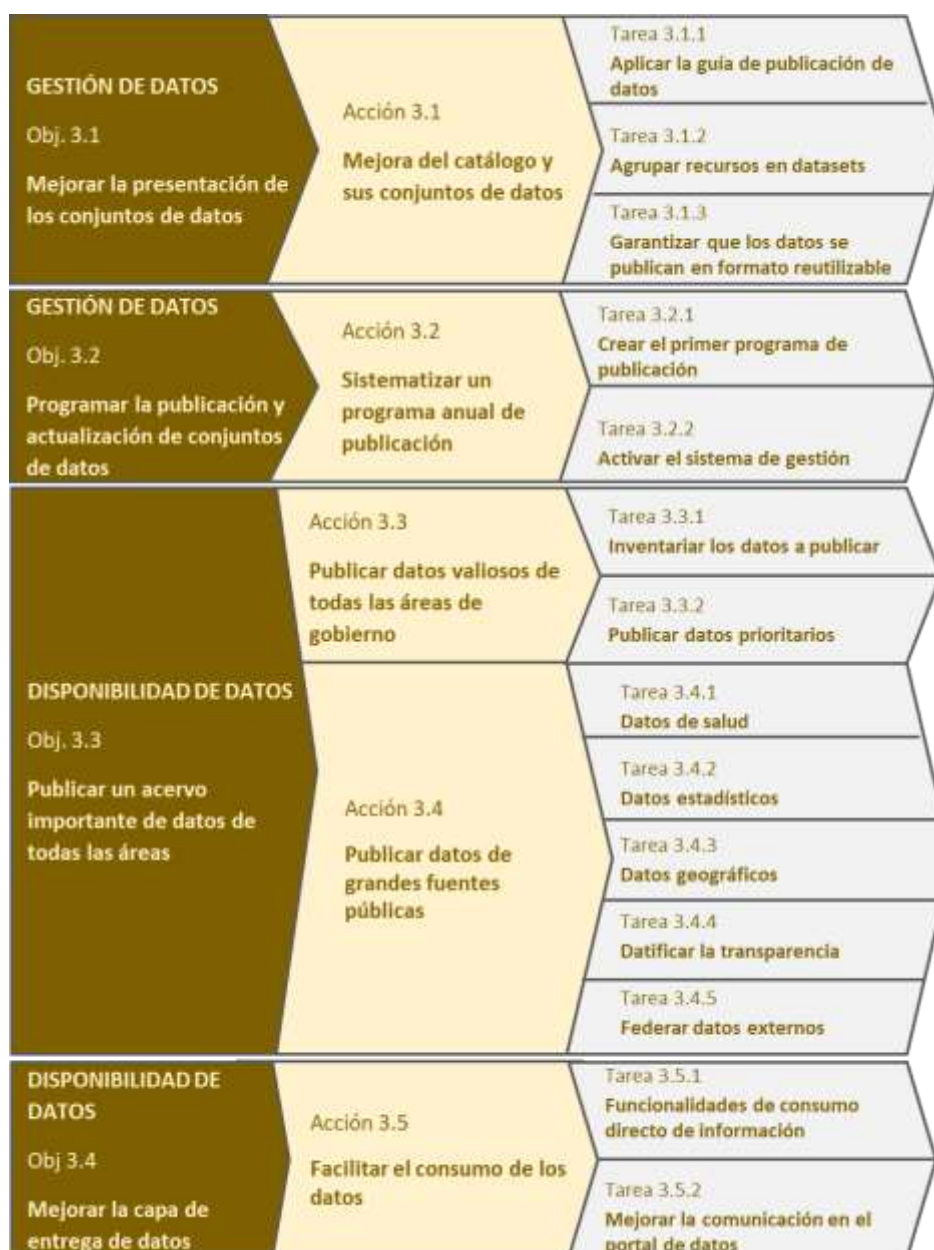 GESTIÓN DE DATOS
Obj. 3.1
Mejorar la presentación de
los conjuntos de datos
Acción 3.1
Mejora del catálogo y
sus conjuntos de datos
Tarea 3.1.1
Aplicar la guía de publicación de
datos
Tarea 3.1.2
Agrupar recursos en datasets
Tarea 3.1.3
Garantizar que los datos se
publican en formato reutilizable
GESTIÓN DE DATOS
Obj. 3.2
Programar la publicación y
actualización de conjuntos
de datos
Acción 3.2
Sistematizar un
programa anual de
publicación
Tarea 3.2.1
Crear el primer programa de
publicación
Tarea 3.2.2
Activar el sistema de gestión
DISPONIBILIDAD DE DATOS
Obj. 3.3
Publicar un acervo
importante de datos de
todas las áreas
Acción 3.3
Publicar datos valiosos de
todas las áreas de
gobierno
Tarea 3.3.1
Inventariar los datos a publicar
Tarea 3.3.2
Publicar datos prioritarios
Acción 3.4
Publicar datos de
grandes fuentes
públicas
Tarea 3.4.1
Datos de salud
Tarea 3.4.2
Datos estadísticos
Tarea 3.4.3
Datos geográficos
Tarea 3.4.4
Datificar la transparencia
Tarea 3.4.5
Federar datos externos
DISPONIBILIDAD DE
DATOS
Obj 3.4
Mejorar la capa de
entrega de datos
Acción 3.5
Facilitar el consumo de los
datos
Tarea 3.5.1
Funcionalidades de consumo
directo de información
Tarea 3.5.2
Mejorar la comunicación en el
portal de datos